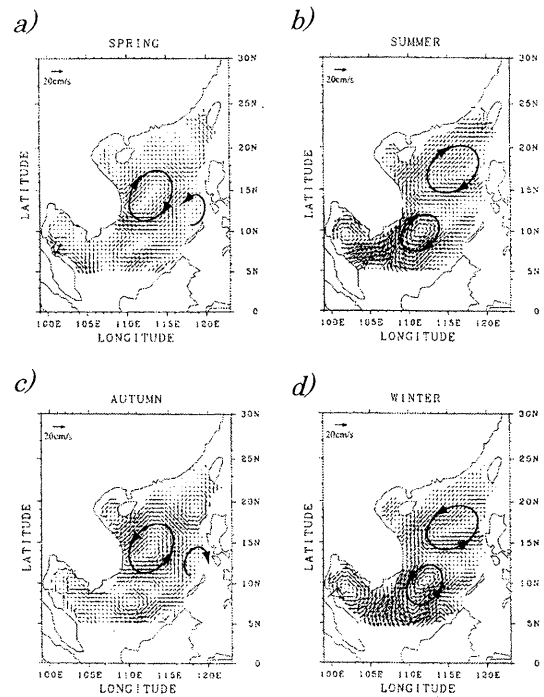 a)
SPRING
20cm/s
30N
25N
20N
15N
10N
5N
0
LATITUDE
100E 105E 110E 115E 120E
LONGITUDE
b)
SUMMER
20cm/s
30N
25N
20N
15N
10N
5N
0
LATITUDE
100E 105E 110E 115E 120E
LONGITUDE
c)
AUTUMN
20cm/s
30N
25N
20N
15N
10N
5N
0
LATITUDE
100E 105E 110E 115E 120E
LONGITUDE
d)
WINTER
20cm/s
30N
25N
20N
15N
10N
5N
0
LATITUDE
100E 105E 110E 115E 120E
LONGITUDE